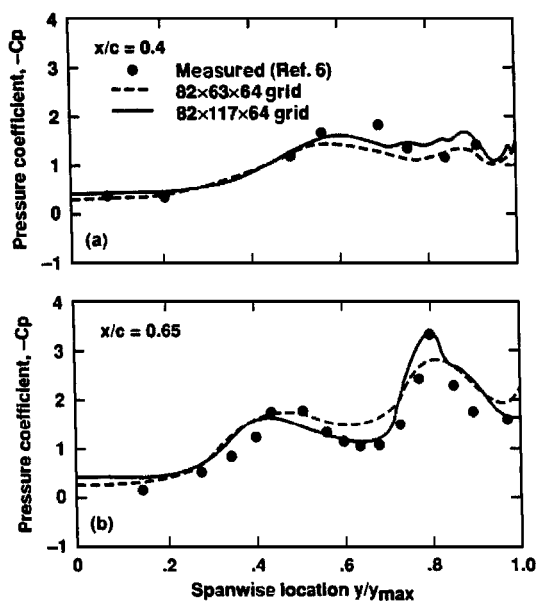 4
3
2
1
0
–1
Pressure coefficient, –Cp
x/c = 0.4
Measured (Ref. 6)
82×63×64 grid
82×117×64 grid
(a)
4
3
2
1
0
–1
Pressure coefficient, –Cp
x/c = 0.65
(b)
0 .2 .4 .6 .8 1.0
Spanwise location y/ymax